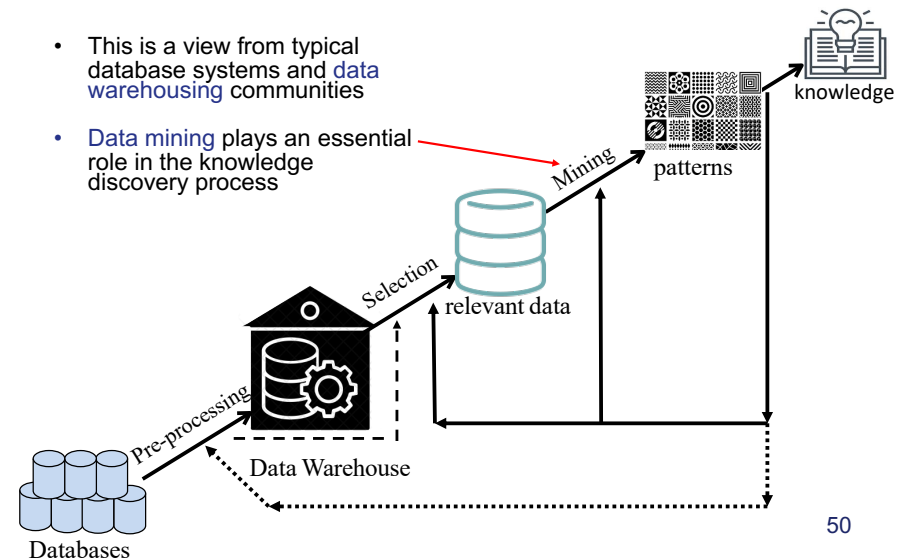 • This is a view from typical
database systems and data
warehousing communities
• Data mining plays an essential
role in the knowledge
discovery process
knowledge
patterns
Mining
relevant data
Selection
Data Warehouse
Pre-processing
Databases
50